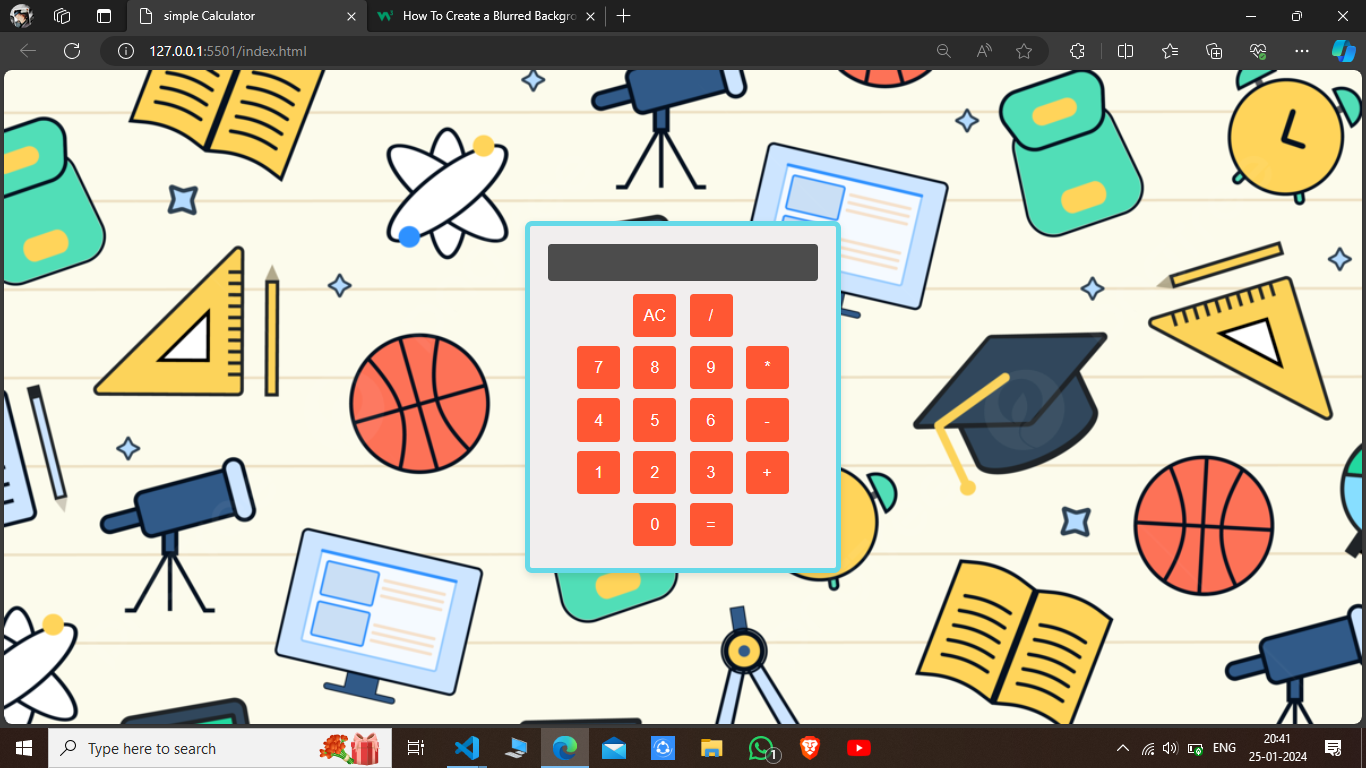 simple Calculator
How To Create a Blurred Backgro
127.0.0.1:5501/index.html
AC /
7 8 9 *
4 5 6 -
1 2 3 +
0 =
Type here to search
1
ENG
20:41
25-01-2024